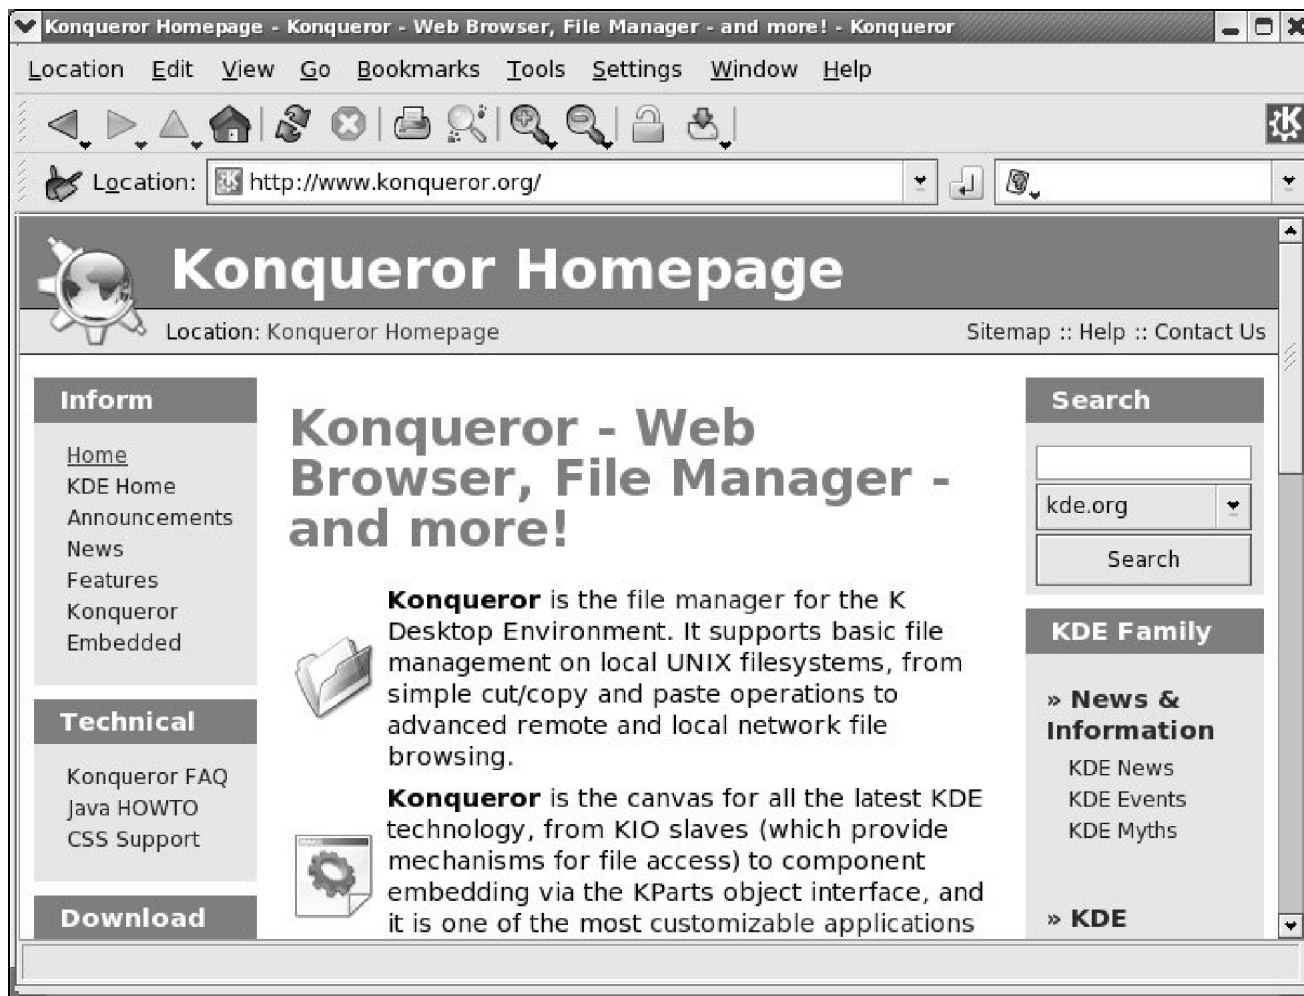 Konqueror Homepage - Konqueror - Web Browser, File Manager - and more! - Konqueror
Location Edit View Go Bookmarks Tools Settings Window Help
Location: http://www.konqueror.org/
Konqueror Homepage
Location: Konqueror Homepage
Sitemap :: Help :: Contact Us
Inform
Home
KDE Home
Announcements
News
Features
Konqueror
Embedded
Technical
Konqueror FAQ
Java HOWTO
CSS Support
Download
Konqueror - Web
Browser, File Manager -
and more!
Konqueror is the file manager for the K
Desktop Environment. It supports basic file
management on local UNIX filesystems, from
simple cut/copy and paste operations to
advanced remote and local network file
browsing.
Konqueror is the canvas for all the latest KDE
technology, from KIO slaves (which provide
mechanisms for file access) to component
embedding via the KParts object interface, and
it is one of the most customizable applications
Search
kde.org
Search
KDE Family
» News &
Information
KDE News
KDE Events
KDE Myths
» KDE